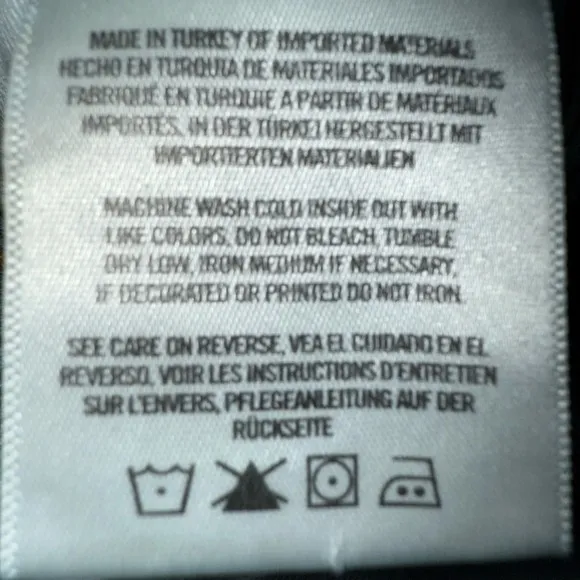 MADE IN TURKEY OF IMPORTED MATERIALS
HECHO EN TURQUIA DE MATERIALES IMPORTADOS
FABRIQUÉ EN TURQUIE A PARTIR DE MATÉRIAUX
IMPORTÉS, IN DER TÜRKEI HERGESTELLT MIT
IMPORTIERTEN MATERIALIEN
MACHINE WASH COLD INSIDE OUT WITH
LIKE COLORS, DO NOT BLEACH, TUMBLE
DRY LOW, IRON MEDIUM IF NECESSARY,
IF DECORATED OR PRINTED DO NOT IRON.
SEE CARE ON REVERSE, VEA EL CUIDADO EN EL
REVERSO, VOIR LES INSTRUCTIONS D'ENTRETIEN
SUR L'ENVERS, PFLEGEANLEITUNG AUF DER
RÜCKSEITE